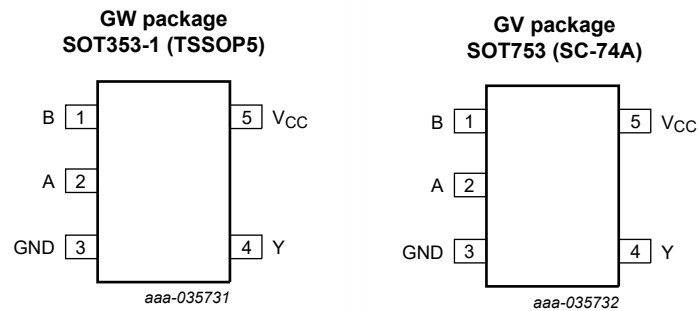 GW package
SOT353-1 (TSSOP5)
B 1
5 VCC
A 2
GND 3
4 Y
aaa-035731
GV package
SOT753 (SC-74A)
B 1
5 VCC
A 2
GND 3
4 Y
aaa-035732